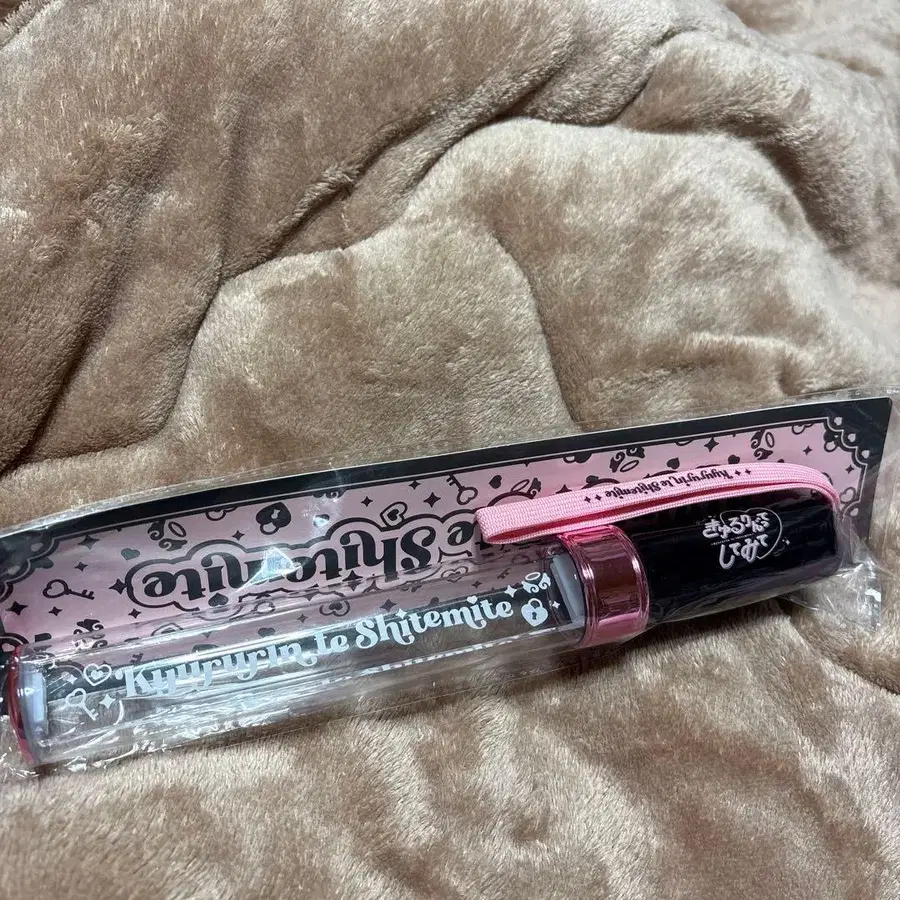 Kyururin te Shitemite
Kyururin te Shitemite
te Shitemite
きゅるりんって
してみて